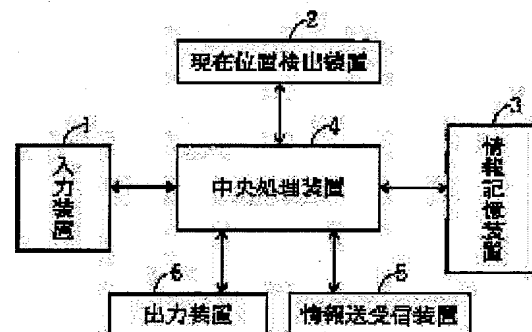 2
現在位置検出装置
1
入力装置
4
中央処理装置
3
情報記憶装置
6
出力装置
5
情報送受信装置